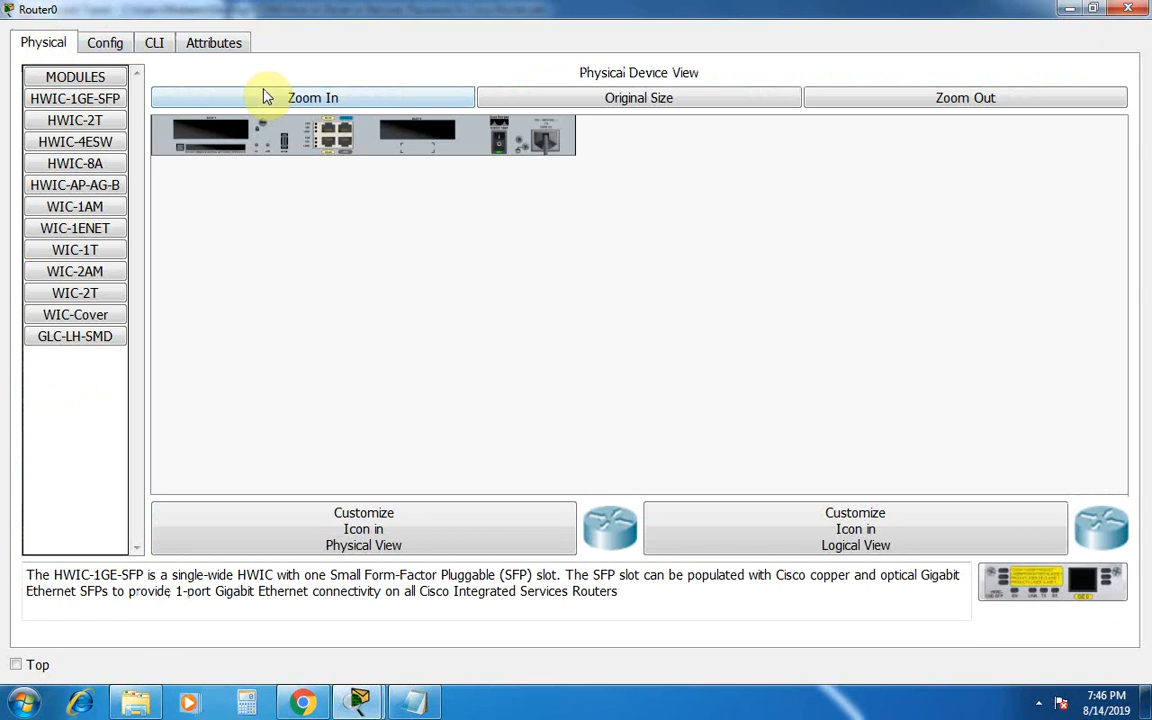 Router0
Physical
Config
CLI
Attributes
MODULES
HWIC-1GE-SFP
HWIC-2T
HWIC-4ESW
HWIC-8A
HWIC-AP-AG-B
WIC-1AM
WIC-1ENET
WIC-1T
WIC-2AM
WIC-2T
WIC-Cover
GLC-LH-SMD
Physical Device View
Zoom In
Original Size
Zoom Out
Customize
Icon in
Physical View
Customize
Icon in
Logical View
The HWIC-1GE-SFP is a single-wide HWIC with one Small Form-Factor Pluggable (SFP) slot. The SFP slot can be populated with Cisco copper and optical Gigabit
Ethernet SFPs to provide 1-port Gigabit Ethernet connectivity on all Cisco Integrated Services Routers
Top
7:46 PM
8/14/2019